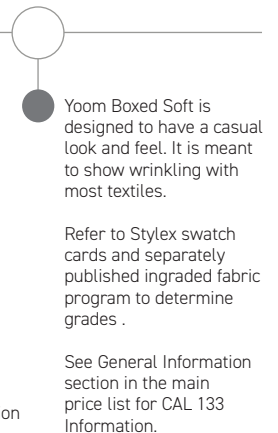 Yoom Boxed Soft is
designed to have a casual
look and feel. It is meant
to show wrinkling with
most textiles.
Refer to Stylex swatch
cards and separately
published ingraded fabric
program to determine
grades .
See General Information
section in the main
price list for CAL 133
Information.
on